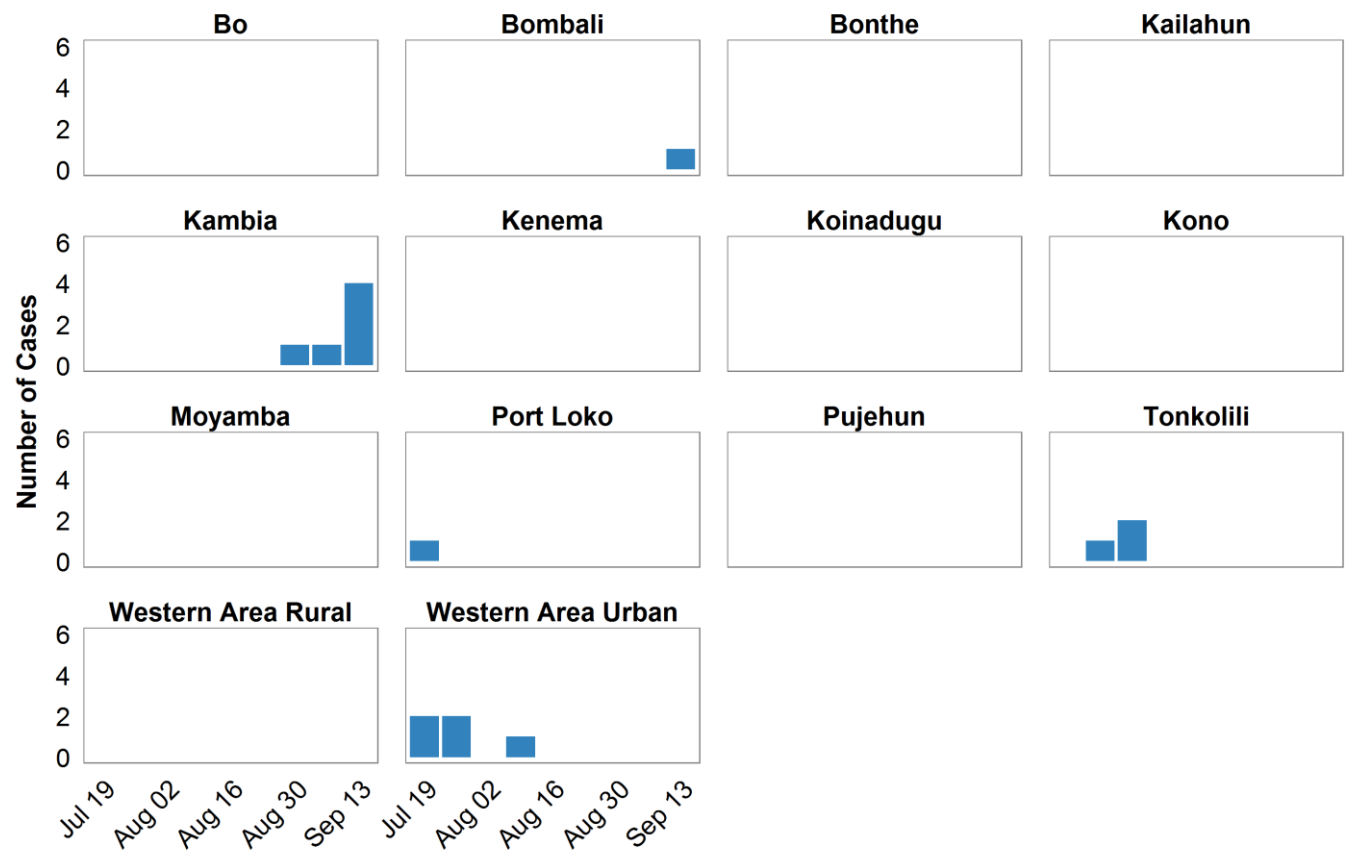 Bo Bombali Bonthe Kailahun
6
4
2
0
Kambia Kenema Koinadugu Kono
6
4
2
0
Number of Cases
Moyamba Port Loko Pujehun Tonkolili
6
4
2
0
Western Area Rural Western Area Urban
6
4
2
0
Jul 19 Aug 02 Aug 16 Aug 30 Sep 13 Jul 19 Aug 02 Aug 16 Aug 30 Sep 13